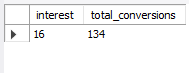 interest total_conversions
16 134